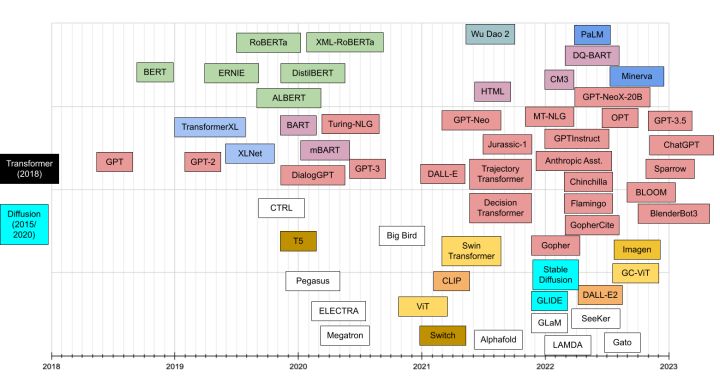 RoBERTa
XML-RoBERTa
Wu Dao 2
PaLM
DQ-BART
BERT
ERNIE
DistilBERT
CM3
Minerva
ALBERT
HTML
GPT-NeoX-20B
TransformerXL
BART
Turing-NLG
GPT-Neo
MT-NLG
OPT
GPT-3.5
Jurassic-1
GPTInstruct
ChatGPT
Transformer
(2018)
GPT
GPT-2
XLNet
mBART
GPT-3
DialogGPT
DALL-E
Trajectory
Transformer
Anthropic Asst.
Sparrow
Chinchilla
BLOOM
Diffusion
(2015/
2020)
CTRL
Decision
Transformer
Flamingo
BlenderBot3
GopherCite
T5
Big Bird
Swin
Transformer
Gopher
Imagen
Pegasus
CLIP
Stable
Diffusion
GC-ViT
ELECTRA
ViT
GLIDE
DALL-E2
Megatron
Switch
Alphafold
GLaM
SeeKer
LAMDA
Gato
2018
2019
2020
2021
2022
2023